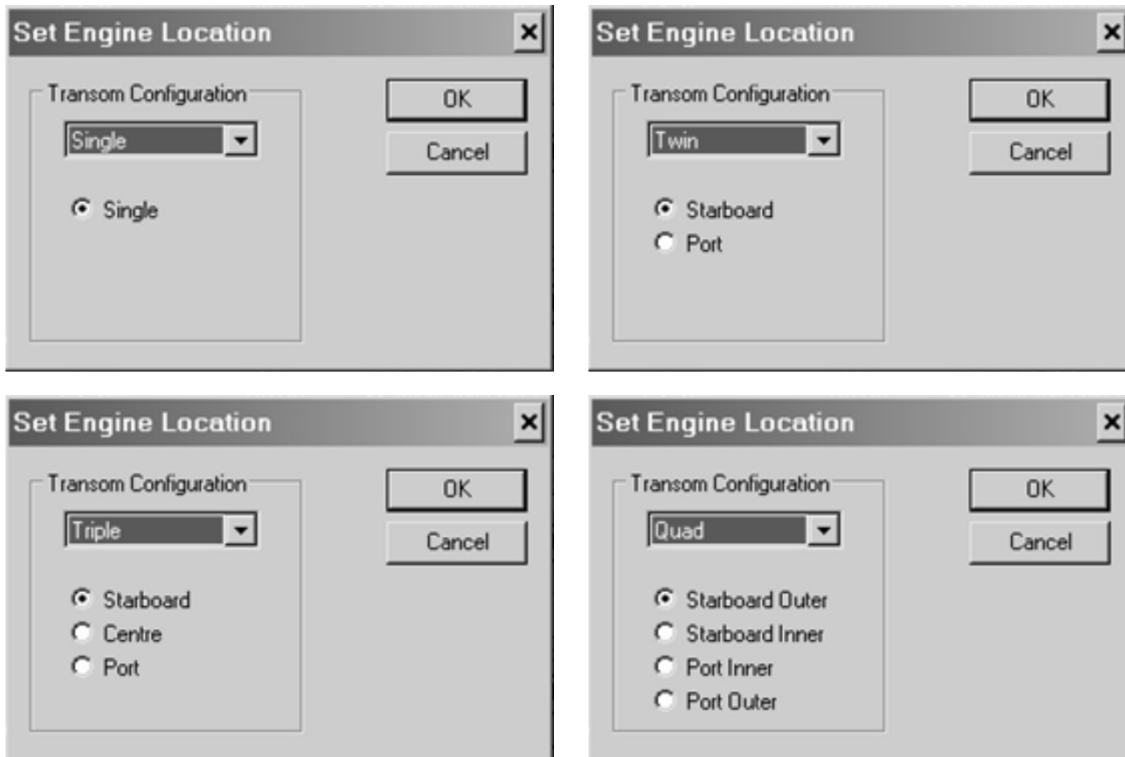 Set Engine Location
Transom Configuration
Single
Single
OK
Cancel
Set Engine Location
Transom Configuration
Twin
Starboard
Port
OK
Cancel
Set Engine Location
Transom Configuration
Triple
Starboard
Centre
Port
OK
Cancel
Set Engine Location
Transom Configuration
Quad
Starboard Outer
Starboard Inner
Port Inner
Port Outer
OK
Cancel